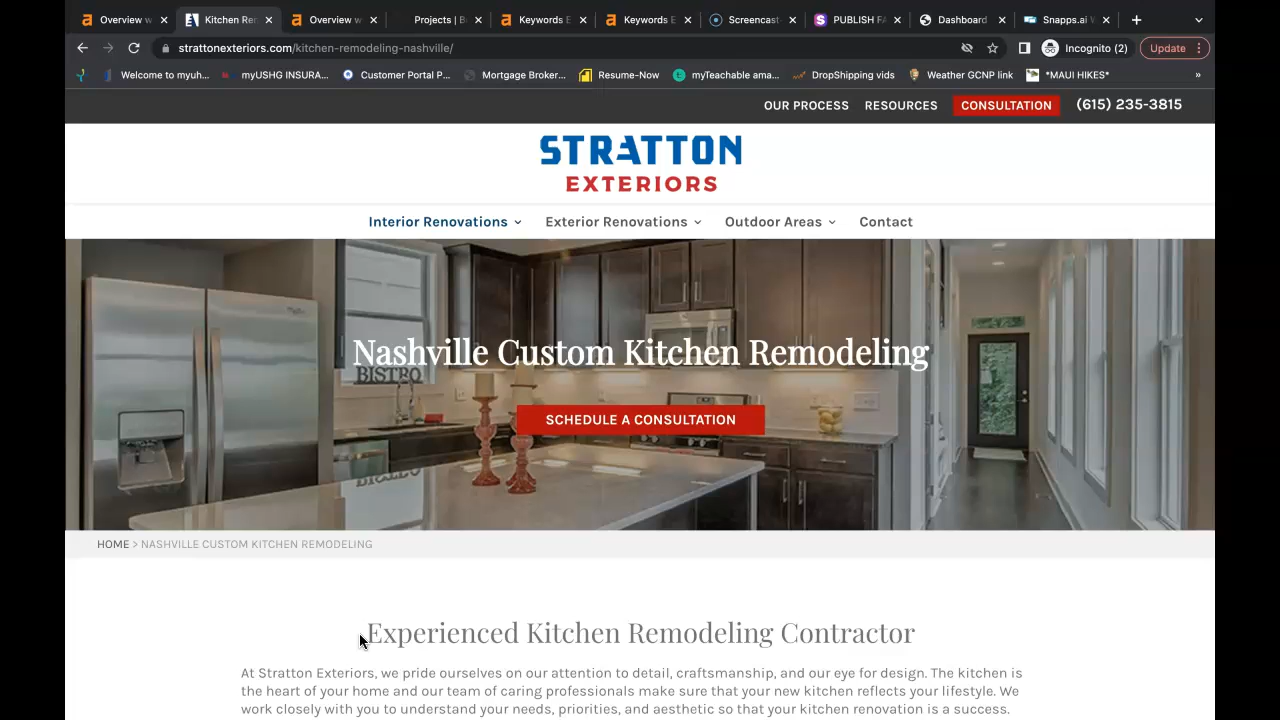 Overview w
Kitchen Re
Overview w
Projects | B
Keywords E
Keywords E
Screencast
PUBLISH FA
Dashboard
Snapps.ai W
strattonexteriors.com/kitchen-remodeling-nashville/
Incognito (2)
Update
Welcome to myuh...
myUSHG INSURA...
Customer Portal P...
Mortgage Broker...
Resume-Now
myTeachable ama...
DropShipping vids
Weather GCNP link
*MAUI HIKES*
»
OUR PROCESS RESOURCES CONSULTATION (615) 235-3815
STRATTON
EXTERIORS
Interior Renovations Exterior Renovations Outdoor Areas Contact
Nashville Custom Kitchen Remodeling
BISTRO
SCHEDULE A CONSULTATION
HOME > NASHVILLE CUSTOM KITCHEN REMODELING
Experienced Kitchen Remodeling Contractor
At Stratton Exteriors, we pride ourselves on our attention to detail, craftsmanship, and our eye for design. The kitchen is
the heart of your home and our team of caring professionals make sure that your new kitchen reflects your lifestyle. We
work closely with you to understand your needs, priorities, and aesthetic so that your kitchen renovation is a success.